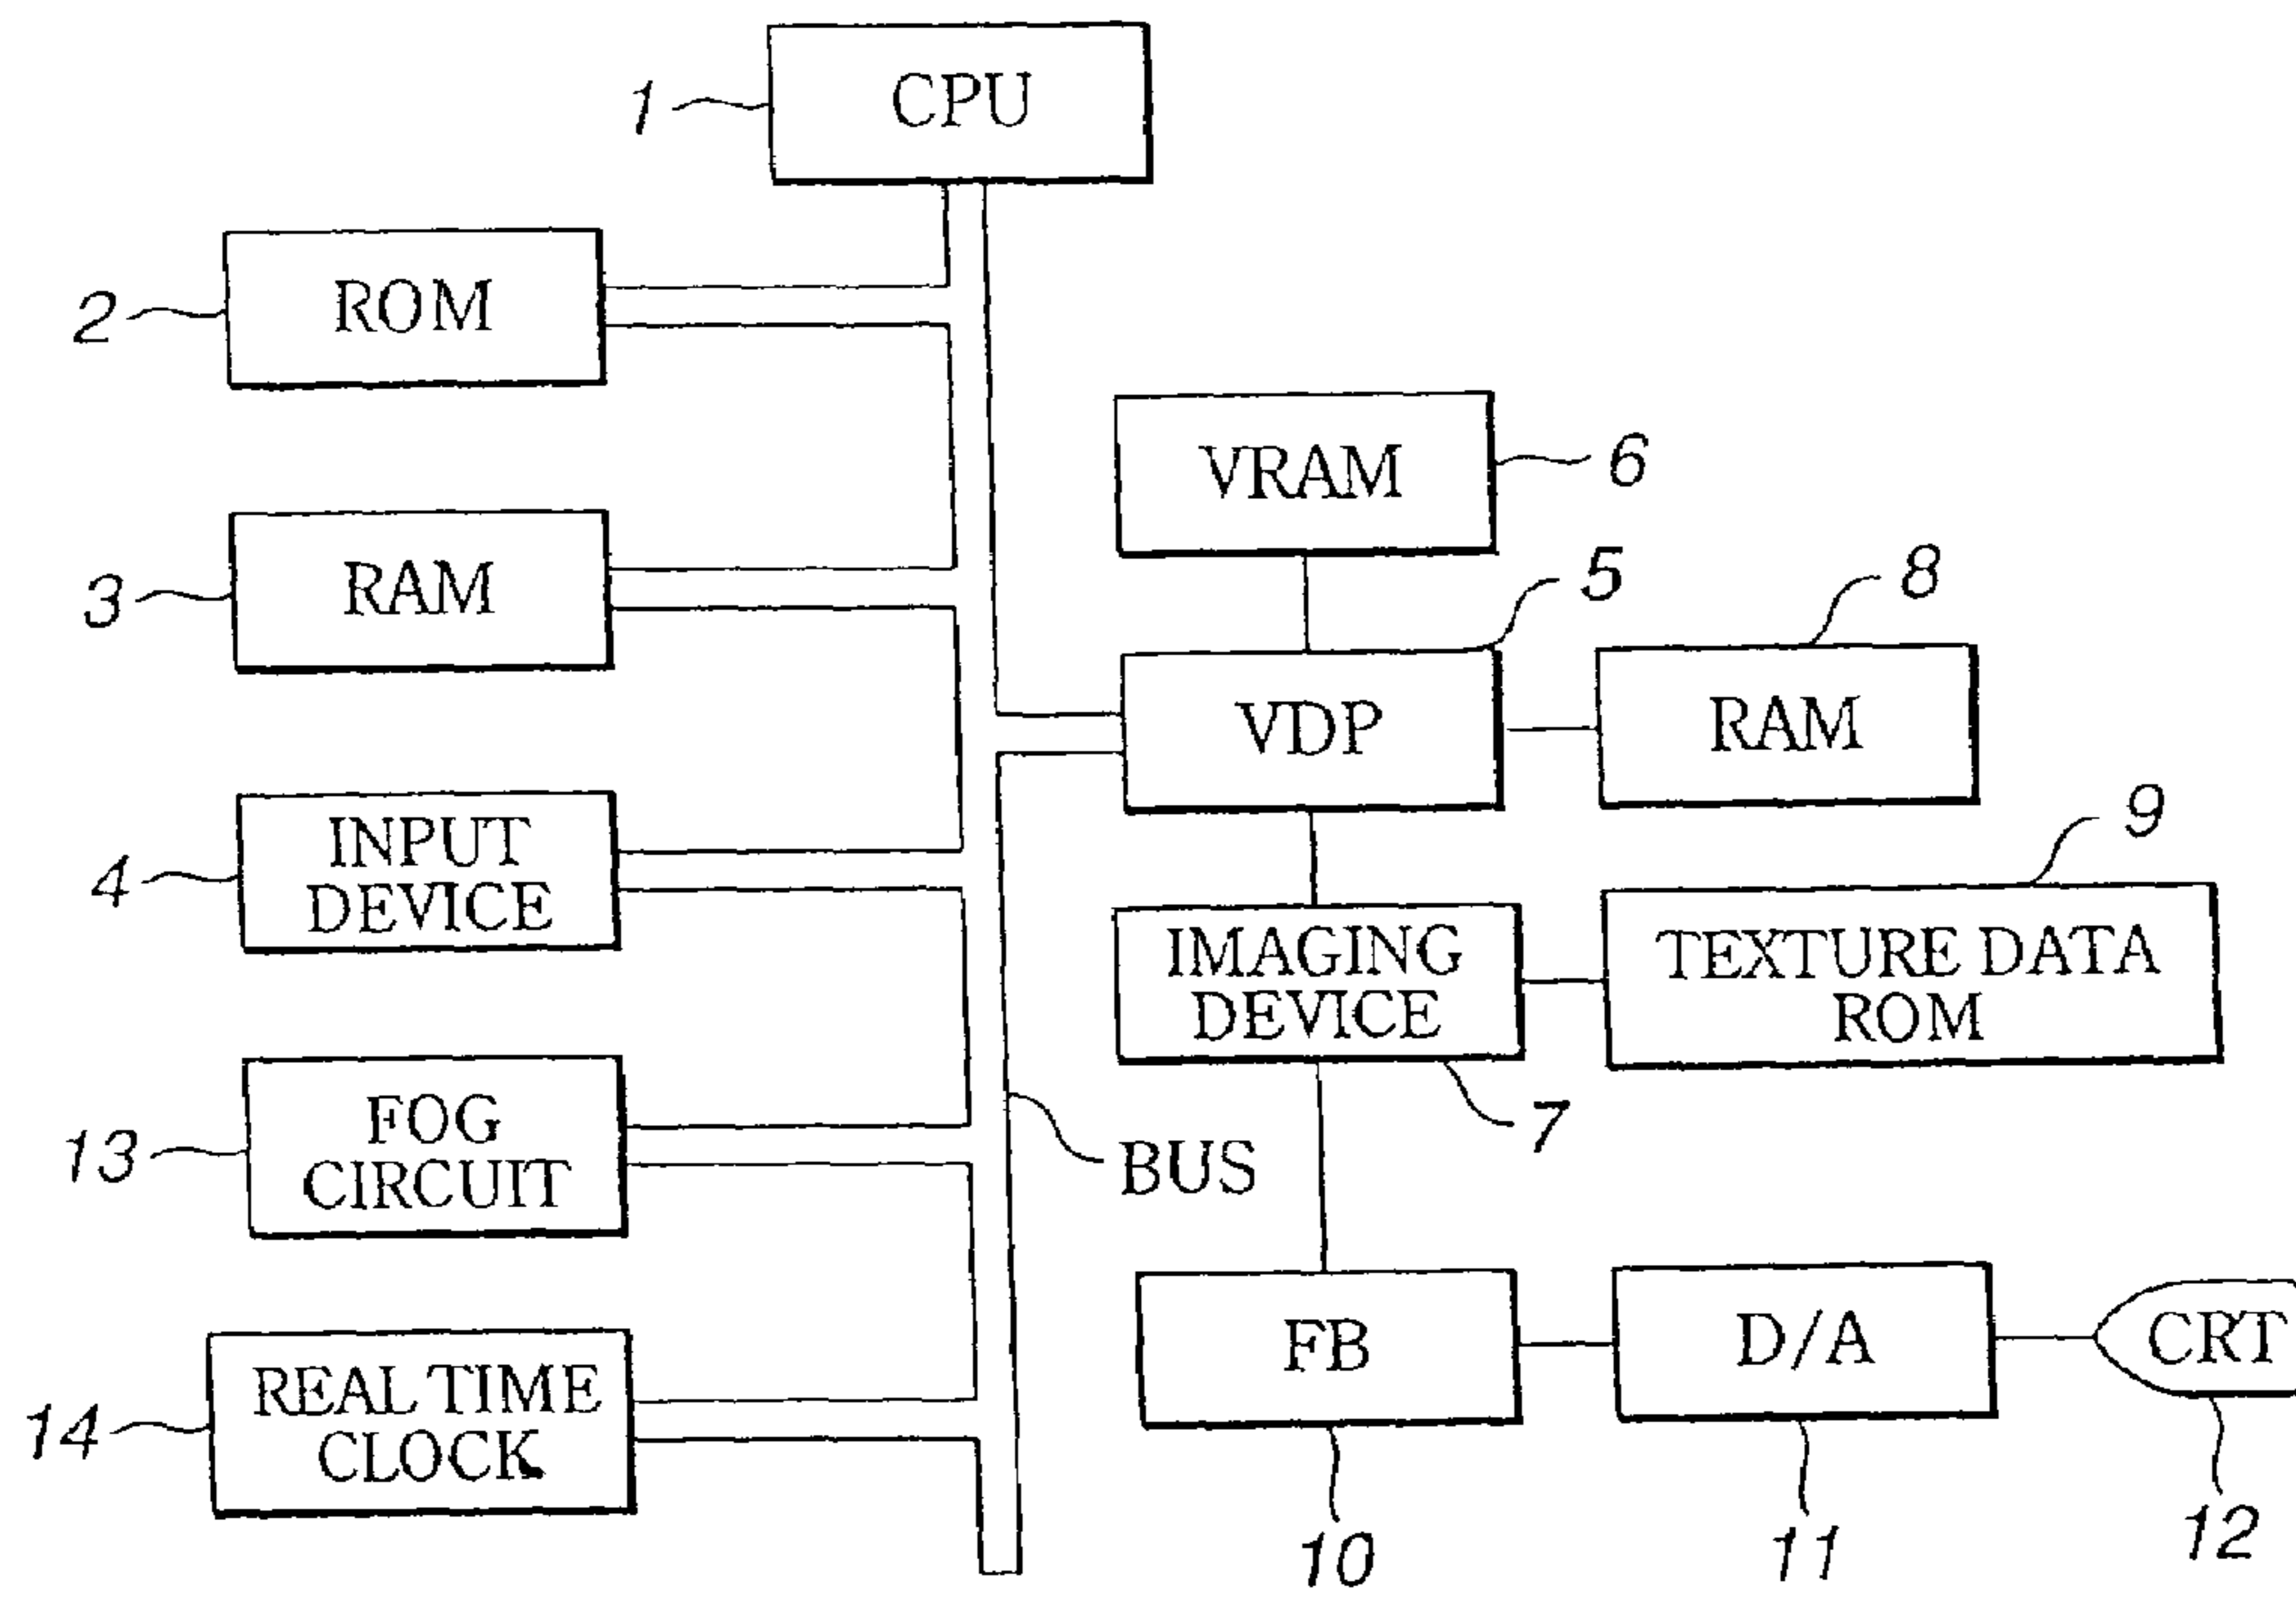 1
CPU
2
ROM
VRAM
6
3
RAM
5
8
VDP
RAM
9
4
INPUT
DEVICE
IMAGING
DEVICE
7
TEXTURE DATA
ROM
13
FOG
CIRCUIT
BUS
14
REAL TIME
CLOCK
FB
D/A
CRT
10
11
12